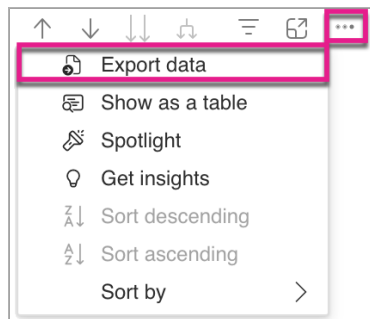 Export data
Show as a table
Spotlight
Get insights
Sort descending
Sort ascending
Sort by